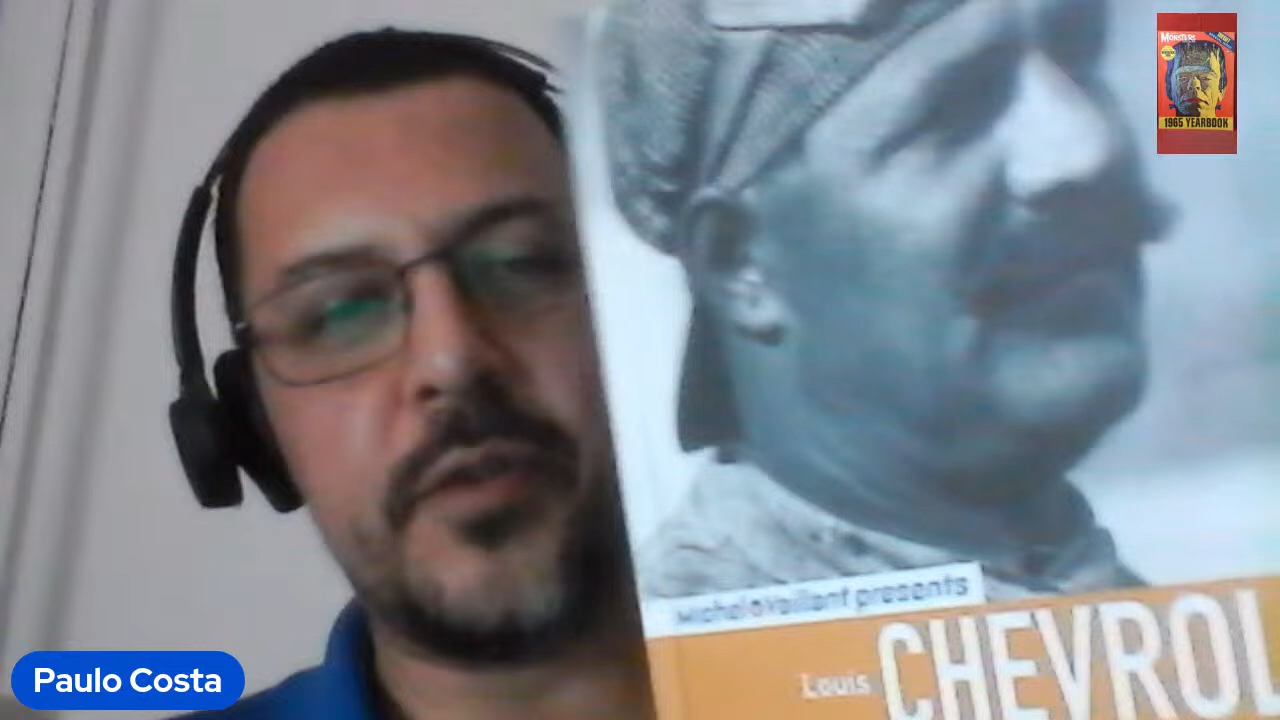 MONSTERS
1965 YEARBOOK
Michel Vaillant presents
Louis CHEVROL
Paulo Costa